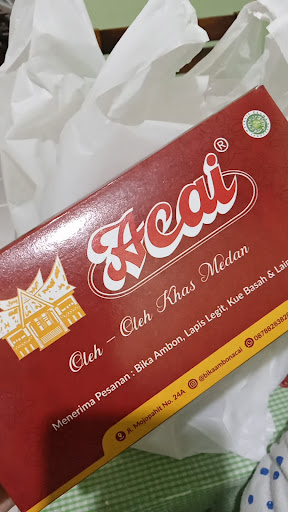 Acai®
Oleh - Oleh Khas Medan
Menerima Pesanan : Bika Ambon, Lapis Legit, Kue Basah & Lain
Jl. Mojopahit No. 24A @bikaambonacai